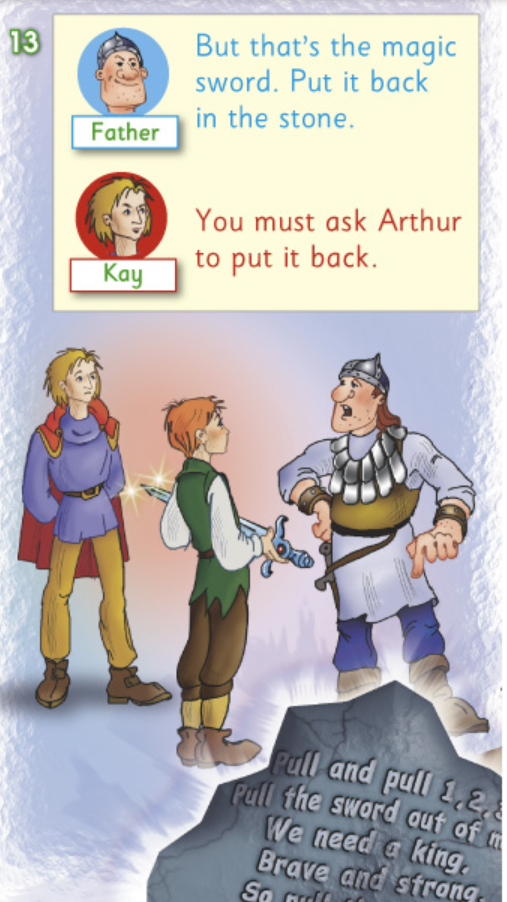 13
But that's the magic
sword. Put it back
in the stone.
Father
You must ask Arthur
to put it back.
Kay
Pull and pull 1, 2,
Pull the sword out of
We need a king.
Brave and strong.
So pull